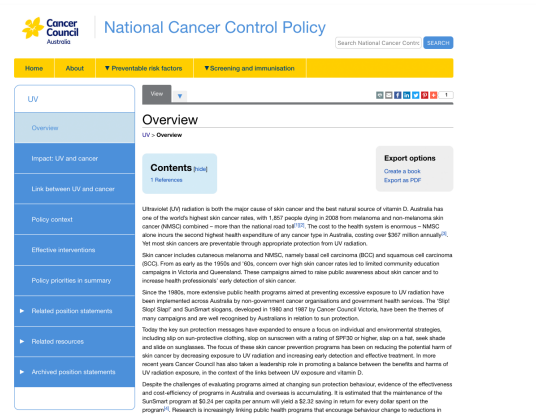 Cancer
Council
Australia
National Cancer Control Policy
Search National Cancer Contr
SEARCH
Home
About
▼ Preventable risk factors
▼Screening and immunisation
UV
Overview
Impact: UV and cancer
Link between UV and cancer
Policy context
Effective interventions
Policy priorities in summary
► Related position statements
► Related resources
► Archived position statements
View
▼
1
Overview
UV > Overview
Contents [hide]
1 References
Export options
Create a book
Export as PDF
Ultraviolet (UV) radiation is both the major cause of skin cancer and the best natural source of vitamin D. Australia has
one of the world's highest skin cancer rates, with 1,857 people dying in 2008 from melanoma and non-melanoma skin
cancer (NMSC) combined – more than the national road toll[1][2]. The cost to the health system is enormous – NMSC
alone incurs the second highest health expenditure of any cancer type in Australia, costing over $367 million annually[3].
Yet most skin cancers are preventable through appropriate protection from UV radiation.
Skin cancer includes cutaneous melanoma and NMSC, namely basal cell carcinoma (BCC) and squamous cell carcinoma
(SCC). From as early as the 1950s and '60s, concern over high skin cancer rates led to limited community education
campaigns in Victoria and Queensland. These campaigns aimed to raise public awareness about skin cancer and to
increase health professionals' early detection of skin cancer.
Since the 1980s, more extensive public health programs aimed at preventing excessive exposure to UV radiation have
been implemented across Australia by non-government cancer organisations and government health services. The 'Slip!
Slop! Slap!' and SunSmart slogans, developed in 1980 and 1987 by Cancer Council Victoria, have been the themes of
many campaigns and are well recognised by Australians in relation to sun protection.
Today the key sun protection messages have expanded to ensure a focus on individual and environmental strategies,
including slip on sun-protective clothing, slop on sunscreen with a rating of SPF30 or higher, slap on a hat, seek shade
and slide on sunglasses. The focus of these skin cancer prevention programs has been on reducing the potential harm of
skin cancer by decreasing exposure to UV radiation and increasing early detection and effective treatment. In more
recent years Cancer Council has also taken a leadership role in promoting a balance between the benefits and harms of
UV radiation exposure, in the context of the links between UV exposure and vitamin D.
Despite the challenges of evaluating programs aimed at changing sun protection behaviour, evidence of the effectiveness
and cost-efficiency of programs in Australia and overseas is accumulating. It is estimated that the maintenance of the
SunSmart program at $0.24 per capita per annum will yield a $2.32 saving in return for every dollar spent on the
program[4]. Research is increasingly linking public health programs that encourage behaviour change to reductions in